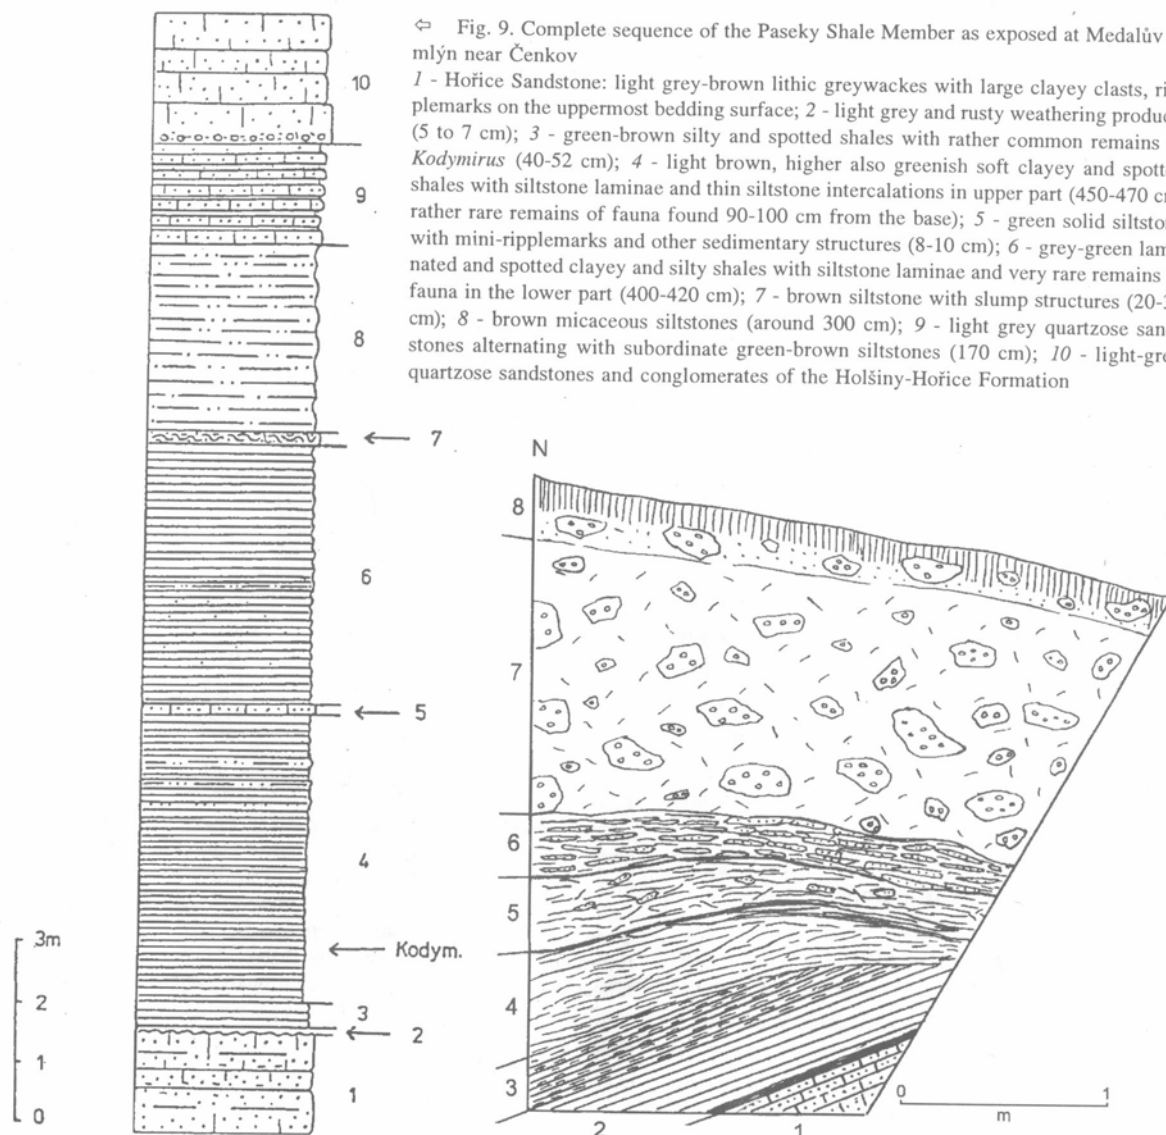 ⇦ Fig. 9. Complete sequence of the Paseky Shale Member as exposed at Medalův
mlýn near Čenkov
1 - Hořice Sandstone: light grey-brown lithic greywackes with large clayey clasts, ri
plemarks on the uppermost bedding surface; 2 - light grey and rusty weathering produc
(5 to 7 cm); 3 - green-brown silty and spotted shales with rather common remains
Kodymirus (40-52 cm); 4 - light brown, higher also greenish soft clayey and spott
shales with siltstone laminae and thin siltstone intercalations in upper part (450-470 c
rather rare remains of fauna found 90-100 cm from the base); 5 - green solid siltston
with mini-ripplemarks and other sedimentary structures (8-10 cm); 6 - grey-green lam
nated and spotted clayey and silty shales with siltstone laminae and very rare remains
fauna in the lower part (400-420 cm); 7 - brown siltstone with slump structures (20-
cm); 8 - brown micaceous siltstones (around 300 cm); 9 - light grey quartzose san
stones alternating with subordinate green-brown siltstones (170 cm); 10 - light-gre
quartzose sandstones and conglomerates of the Holšiny-Hořice Formation
10
9
8
7
6
5
4
Kodym.
3
2
1
3m
2
1
0
N
8
7
6
5
4
3
2
1
0
1
m